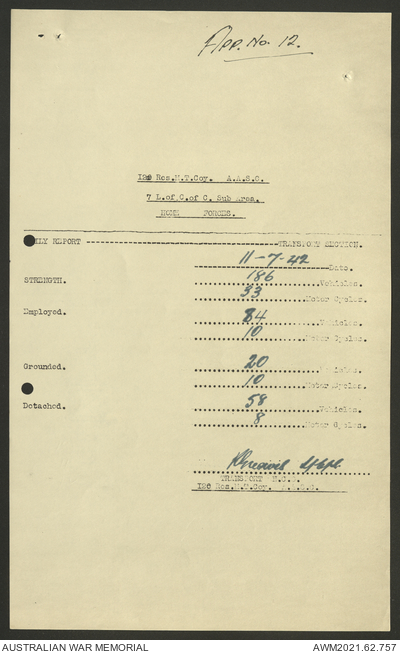 App. No. 12.
120 Res.M.T.Coy. A.A.S.C.
7 L.of C.of C. Sub Area.
HOME FORCES.
DAILY REPORT TRANSPORT SECTION.
11-7-42 Date.
STRENGTH. 186 Vehicles.
33 Motor Cycles.
Employed. 84 Vehicles.
10 Motor Cycles.
Grounded. 20 Vehicles.
10 Motor Cycles.
Detached. 58 Vehicles.
8 Motor Cycles.
TRANSPORT
Res.M.T.Coy. A.A.S.C.
AUSTRALIAN WAR MEMORIAL
AWM2021.62.757